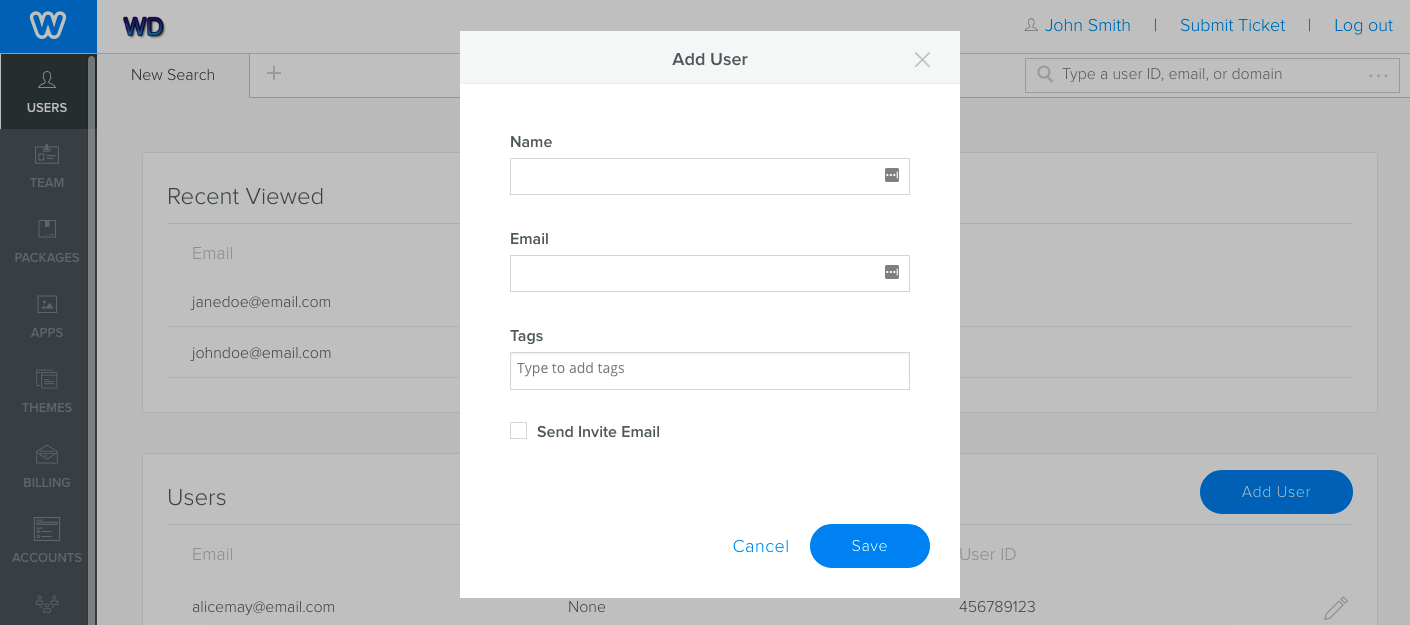 WD
John Smith | Submit Ticket | Log out
New Search
Type a user ID, email, or domain
USERS
TEAM
PACKAGES
APPS
THEMES
BILLING
ACCOUNTS
Recent Viewed
Email
janedoe@email.com
johndoe@email.com
Users
Add User
Email
User ID
alicemay@email.com
None
456789123
Add User
Name
Email
Tags
Type to add tags
Send Invite Email
Cancel
Save